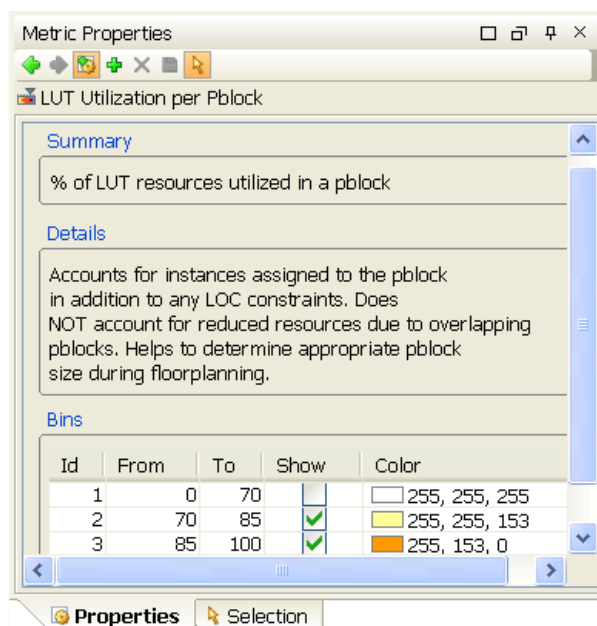 Metric Properties
LUT Utilization per Pblock
Summary
% of LUT resources utilized in a pblock
Details
Accounts for instances assigned to the pblock
in addition to any LOC constraints. Does
NOT account for reduced resources due to overlapping
pblocks. Helps to determine appropriate pblock
size during floorplanning.
Bins
Id From To Show Color
1 0 70 255, 255, 255
2 70 85 255, 255, 153
3 85 100 255, 153, 0
Properties Selection